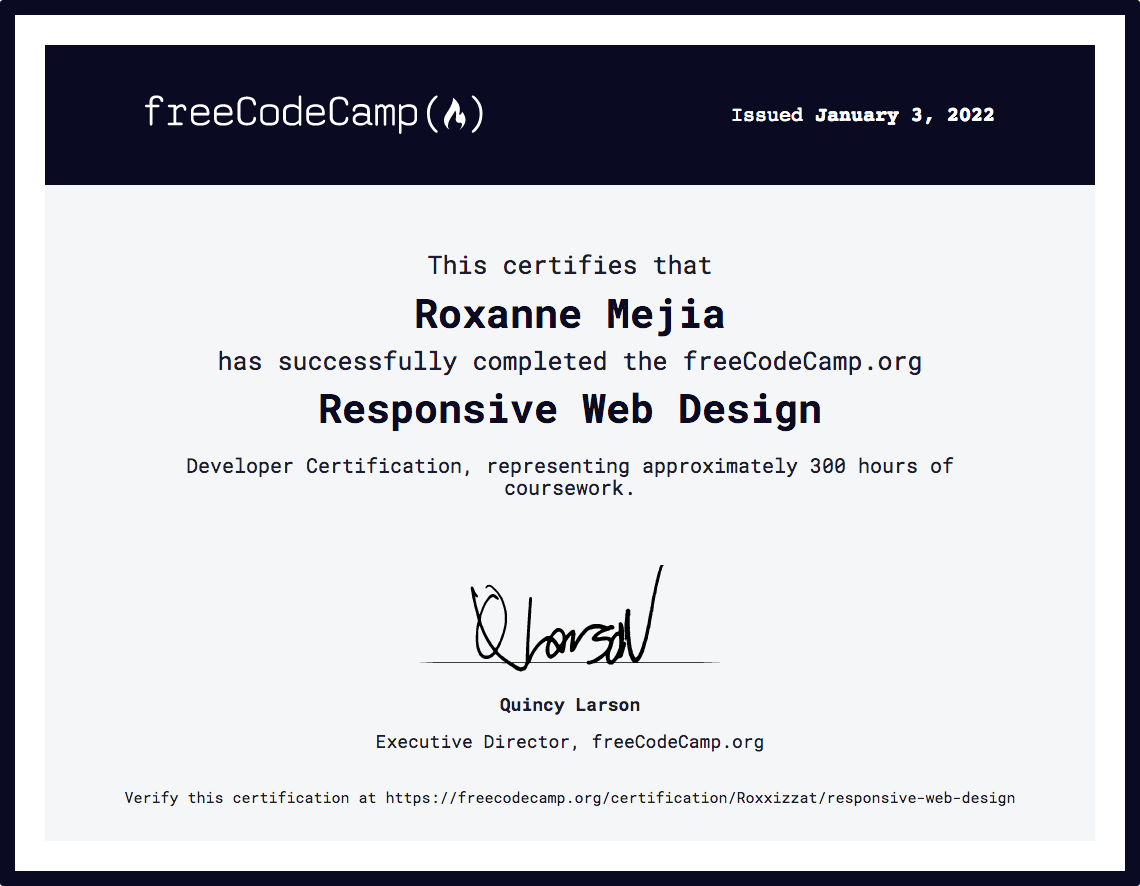 freeCodeCamp(🔥)
Issued January 3, 2022
This certifies that
Roxanne Mejia
has successfully completed the freeCodeCamp.org
Responsive Web Design
Developer Certification, representing approximately 300 hours of
coursework.
Q Larson
Quincy Larson
Executive Director, freeCodeCamp.org
Verify this certification at https://freecodecamp.org/certification/Roxxizzat/responsive-web-design